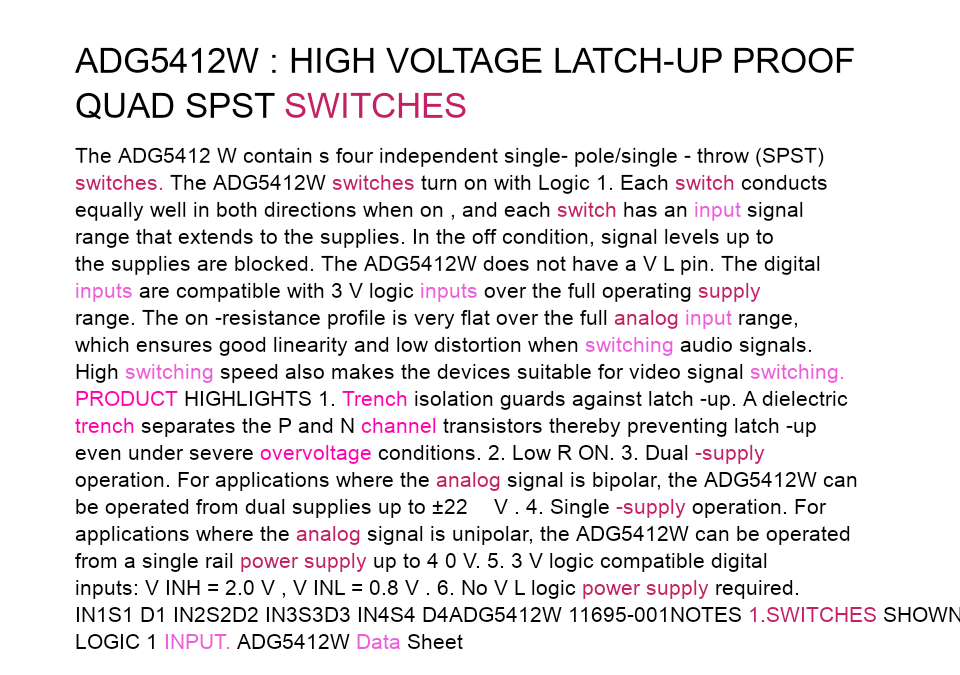 ADG5412W : HIGH VOLTAGE LATCH-UP PROOF
QUAD SPST SWITCHES
The ADG5412 W contain s four independent single- pole/single - throw (SPST)
switches. The ADG5412W switches turn on with Logic 1. Each switch conducts
equally well in both directions when on , and each switch has an input signal
range that extends to the supplies. In the off condition, signal levels up to
the supplies are blocked. The ADG5412W does not have a V L pin. The digital
inputs are compatible with 3 V logic inputs over the full operating supply
range. The on -resistance profile is very flat over the full analog input range,
which ensures good linearity and low distortion when switching audio signals.
High switching speed also makes the devices suitable for video signal switching.
PRODUCT HIGHLIGHTS 1. Trench isolation guards against latch -up. A dielectric
trench separates the P and N channel transistors thereby preventing latch -up
even under severe overvoltage conditions. 2. Low R ON. 3. Dual -supply
operation. For applications where the analog signal is bipolar, the ADG5412W can
be operated from dual supplies up to ±22 V . 4. Single -supply operation. For
applications where the analog signal is unipolar, the ADG5412W can be operated
from a single rail power supply up to 4 0 V. 5. 3 V logic compatible digital
inputs: V INH = 2.0 V , V INL = 0.8 V . 6. No V L logic power supply required.
IN1S1 D1 IN2S2D2 IN3S3D3 IN4S4 D4ADG5412W 11695-001NOTES 1.SWITCHES SHOWN
LOGIC 1 INPUT. ADG5412W Data Sheet